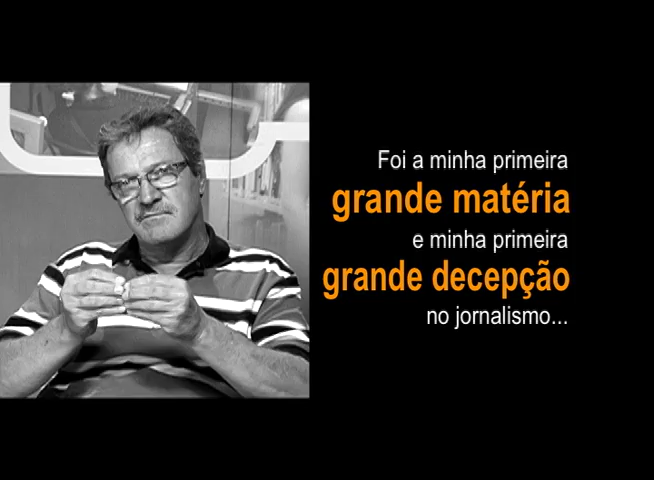 Foi a minha primeira
grande matéria
e minha primeira
grande decepção
no jornalismo...